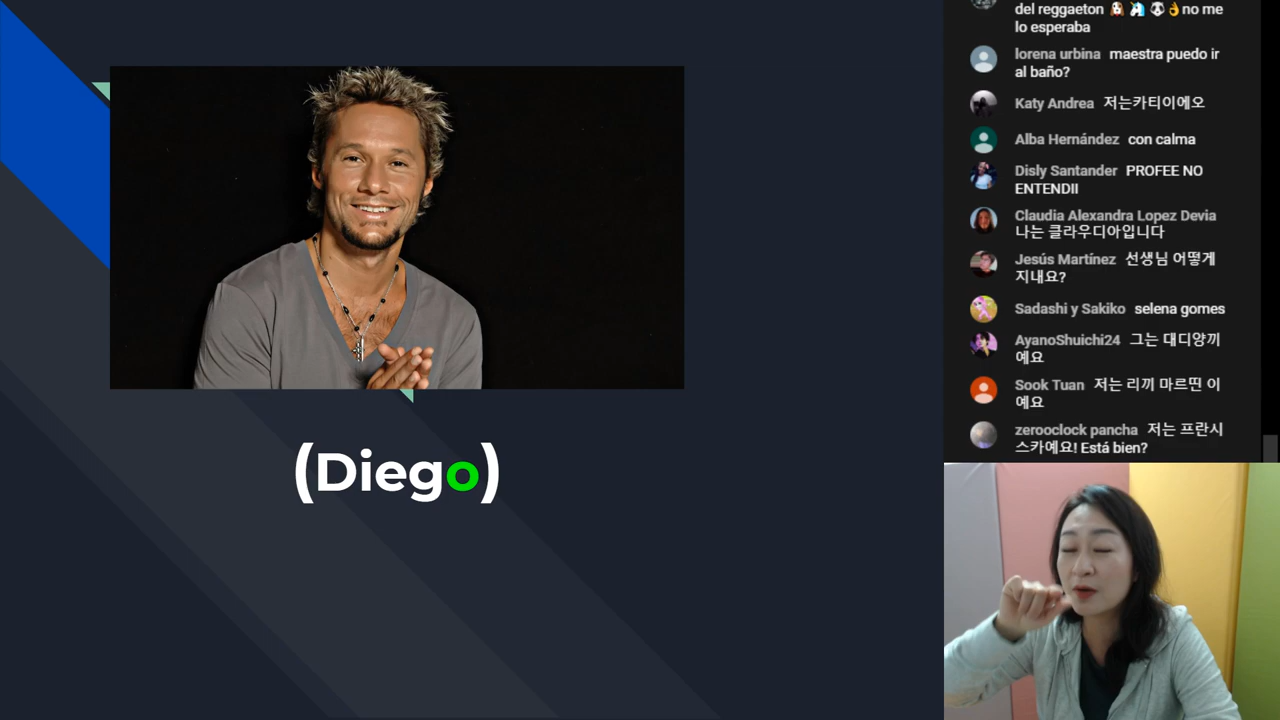 (Diego)
del reggaeton 👩🏻 🦄 🐼👌no me
lo esperaba
lorena urbina maestra puedo ir
al baño?
Katy Andrea 저는카티이에오
Alba Hernández con calma
Disly Santander PROFEE NO
ENTENDII
Claudia Alexandra Lopez Devia
나는 클라우디아입니다
Jesús Martínez 선생님 어떻게
지내요?
Sadashi y Sakiko selena gomes
AyanoShuichi24 그는 대디양끼
예요
Sook Tuan 저는 리끼 마르띤 이
예요
zerooclock pancha 저는 프란시
스카예요! Está bien?